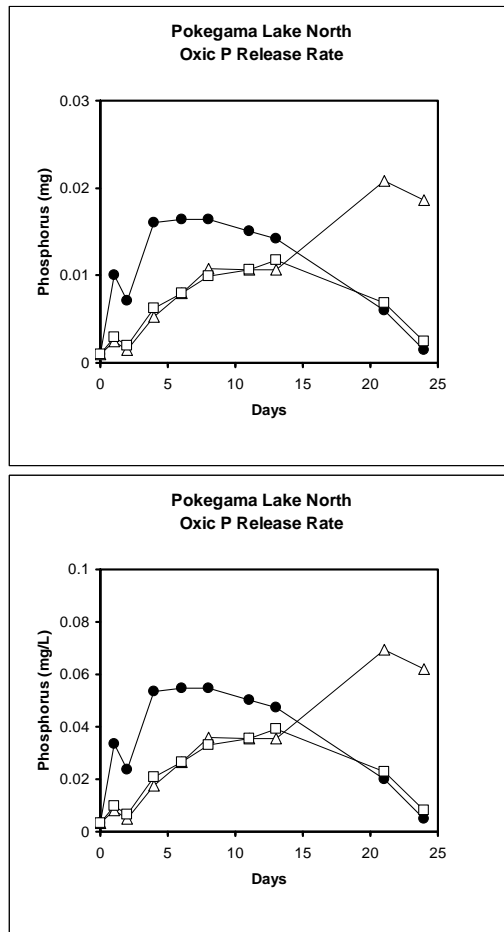 Pokegama Lake North
Oxic P Release Rate
0.03
0.02
0.01
0
Phosphorus (mg)
0 5 10 15 20 25
Days
Pokegama Lake North
Oxic P Release Rate
0.1
0.08
0.06
0.04
0.02
0
Phosphorus (mg/L)
0 5 10 15 20 25
Days